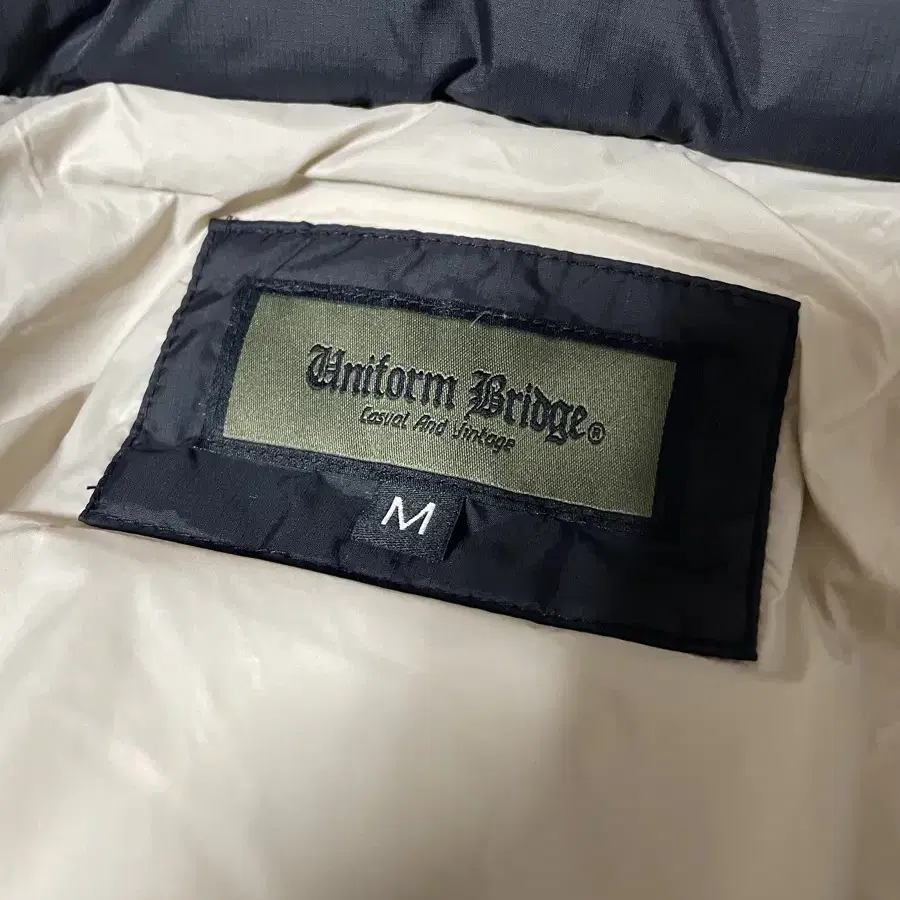 Uniform Bridge®
Casual And Vintage
M